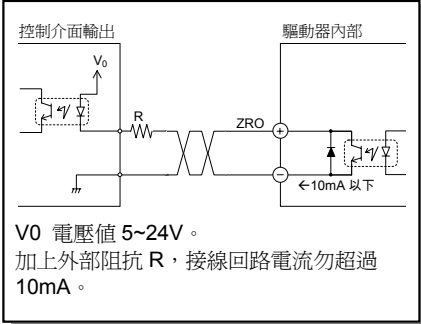 控制介面輸出
驅動器內部
V₀
R
ZRO
+
−
←10mA 以下
V0 電壓值 5~24V。
加上外部阻抗 R，接線回路電流勿超過
10mA。